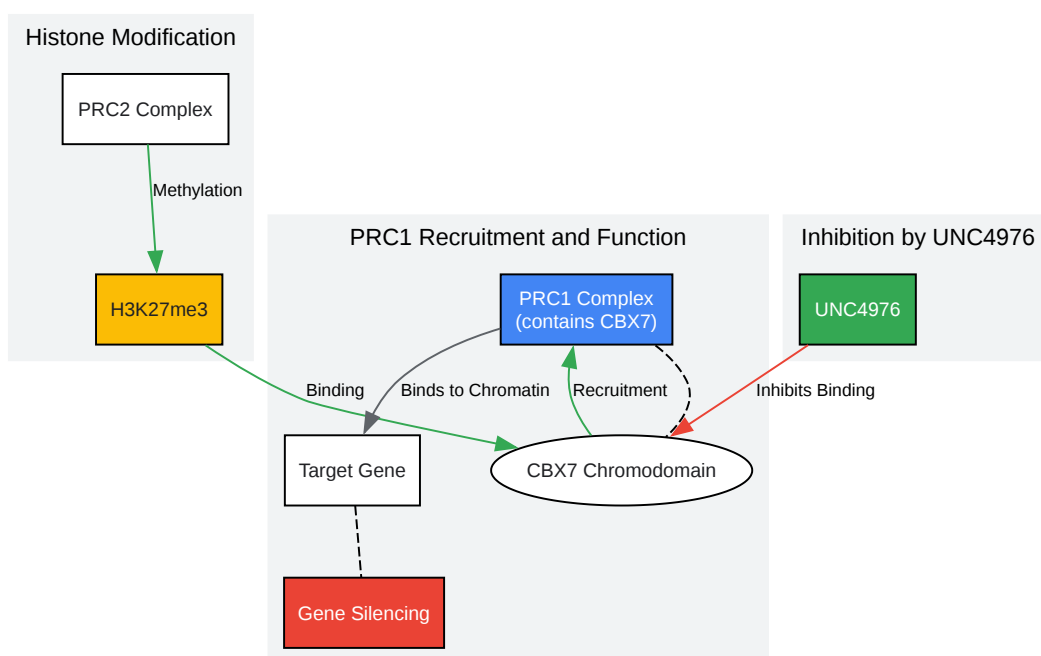 Histone Modification
PRC2 Complex
Methylation
H3K27me3
PRC1 Recruitment and Function
PRC1 Complex
(contains CBX7)
Inhibition by UNC4976
UNC4976
Binding
Binds to Chromatin
Recruitment
Inhibits Binding
Target Gene
CBX7 Chromodomain
Gene Silencing